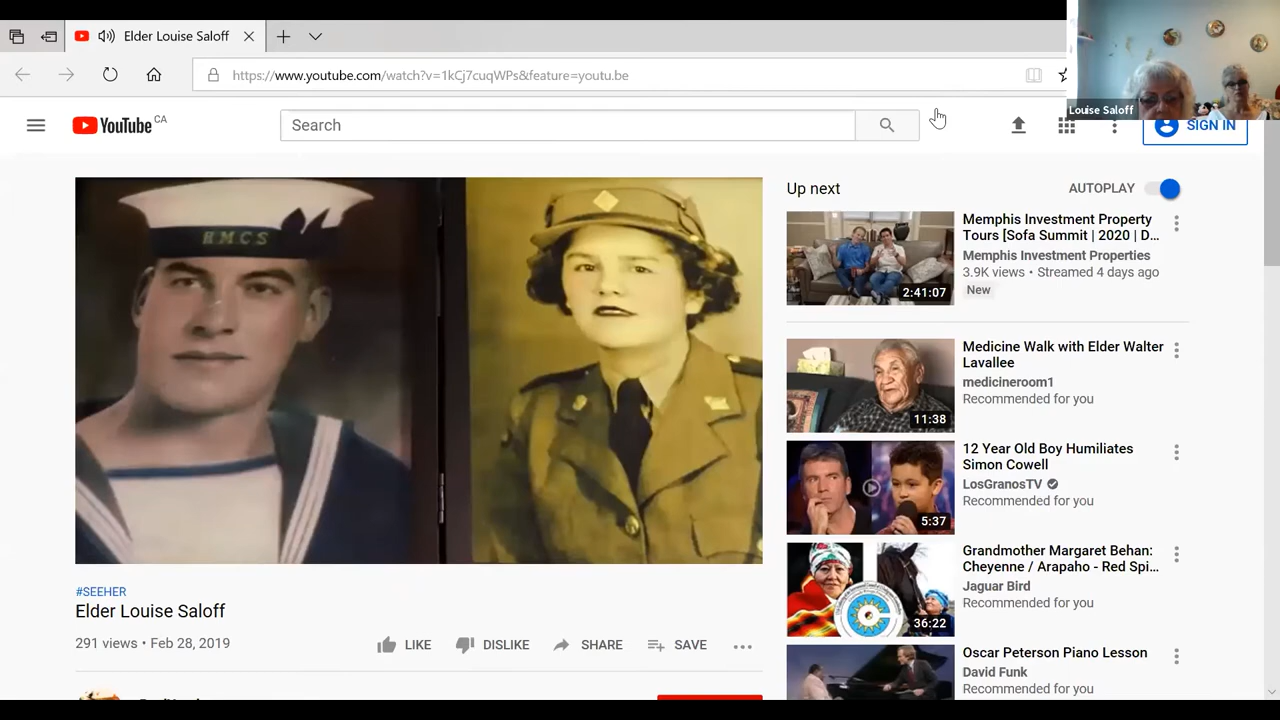 Elder Louise Saloff
https://www.youtube.com/watch?v=1kCj7cuqWPs&feature=youtu.be
Louise Saloff
YouTube CA
Search
SIGN IN
H.M.C.S
Up next
AUTOPLAY
Memphis Investment Property
Tours [Sofa Summit | 2020 | D...
Memphis Investment Properties
3.9K views • Streamed 4 days ago
New
2:41:07
Medicine Walk with Elder Walter
Lavallee
medicineroom1
Recommended for you
11:38
12 Year Old Boy Humiliates
Simon Cowell
LosGranosTV
Recommended for you
5:37
Grandmother Margaret Behan:
Cheyenne / Arapaho - Red Spi...
Jaguar Bird
Recommended for you
36:22
Oscar Peterson Piano Lesson
David Funk
Recommended for you
#SEEHER
Elder Louise Saloff
291 views • Feb 28, 2019
LIKE
DISLIKE
SHARE
SAVE